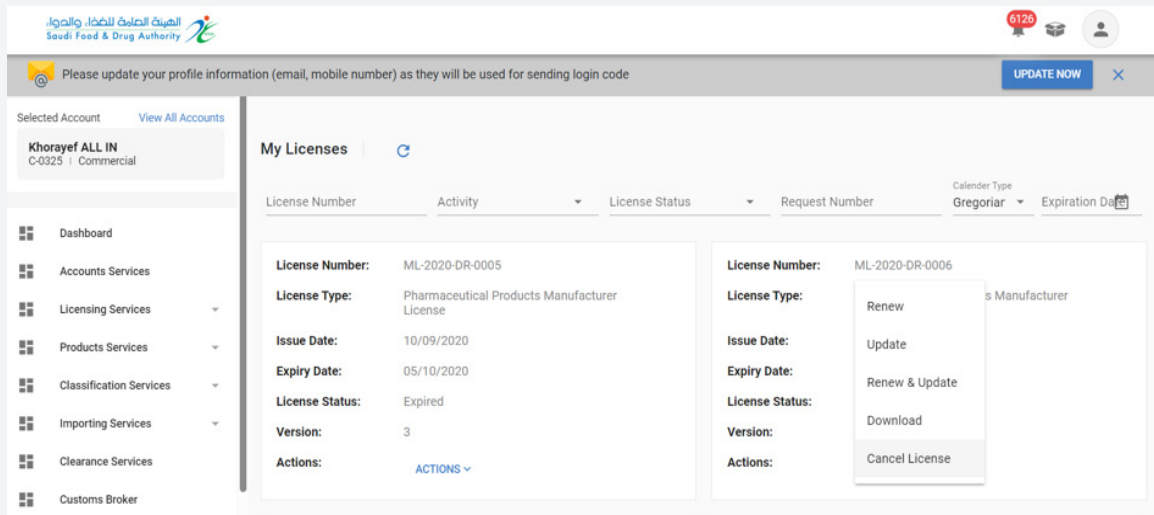 الهيئة العامة للغذاء والدواء
Saudi Food & Drug Authority
6126
Please update your profile information (email, mobile number) as they will be used for sending login code
UPDATE NOW
Selected Account View All Accounts
Khorayef ALL IN
C-0325 | Commercial
Dashboard
Accounts Services
Licensing Services
Products Services
Classification Services
Importing Services
Clearance Services
Customs Broker
My Licenses
License Number
Activity
License Status
Request Number
Calender Type
Gregoriar
Expiration Date
License Number: ML-2020-DR-0005
License Type: Pharmaceutical Products Manufacturer
License
Issue Date: 10/09/2020
Expiry Date: 05/10/2020
License Status: Expired
Version: 3
Actions: ACTIONS
License Number: ML-2020-DR-0006
License Type: s Manufacturer
Issue Date:
Expiry Date:
License Status:
Version:
Actions:
Renew
Update
Renew & Update
Download
Cancel License